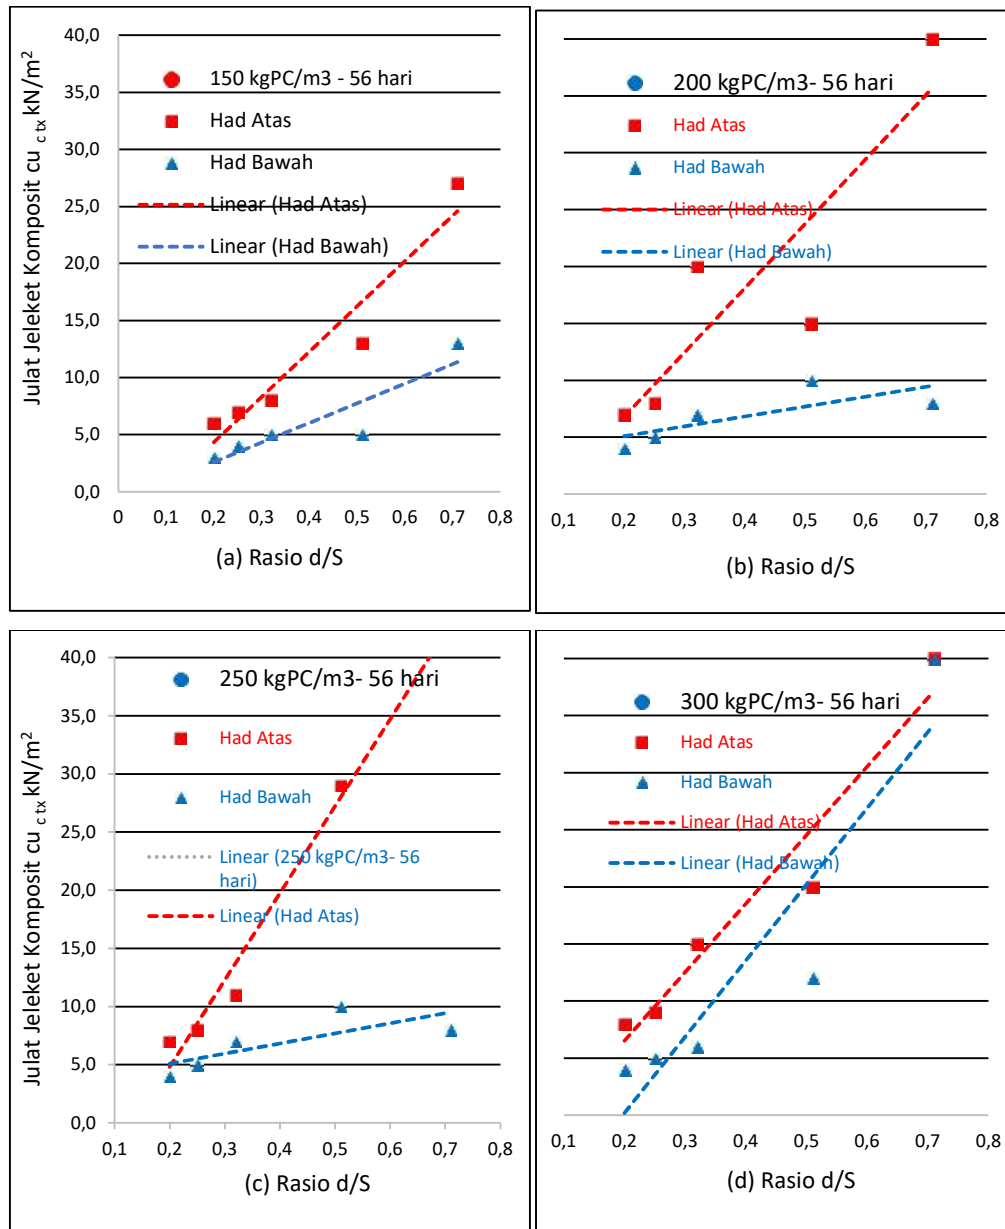 Julat Jeleket Komposit cu c tx kN/m²
40,0
35,0
30,0
25,0
20,0
15,0
10,0
5,0
0,0
150 kgPC/m3 - 56 hari
Had Atas
Had Bawah
Linear (Had Atas)
Linear (Had Bawah)
0 0,1 0,2 0,3 0,4 0,5 0,6 0,7 0,8
(a) Rasio d/S
200 kgPC/m3- 56 hari
Had Atas
Had Bawah
Linear (Had Atas)
Linear (Had Bawah)
0,1 0,2 0,3 0,4 0,5 0,6 0,7 0,8
(b) Rasio d/S
Julat Jeleket Komposit cu c tx kN/m²
40,0
35,0
30,0
25,0
20,0
15,0
10,0
5,0
0,0
250 kgPC/m3- 56 hari
Had Atas
Had Bawah
Linear (250 kgPC/m3- 56
hari)
Linear (Had Atas)
0,1 0,2 0,3 0,4 0,5 0,6 0,7 0,8
(c) Rasio d/S
300 kgPC/m3- 56 hari
Had Atas
Had Bawah
Linear (Had Atas)
Linear (Had Bawah)
0,1 0,2 0,3 0,4 0,5 0,6 0,7 0,8
(d) Rasio d/S